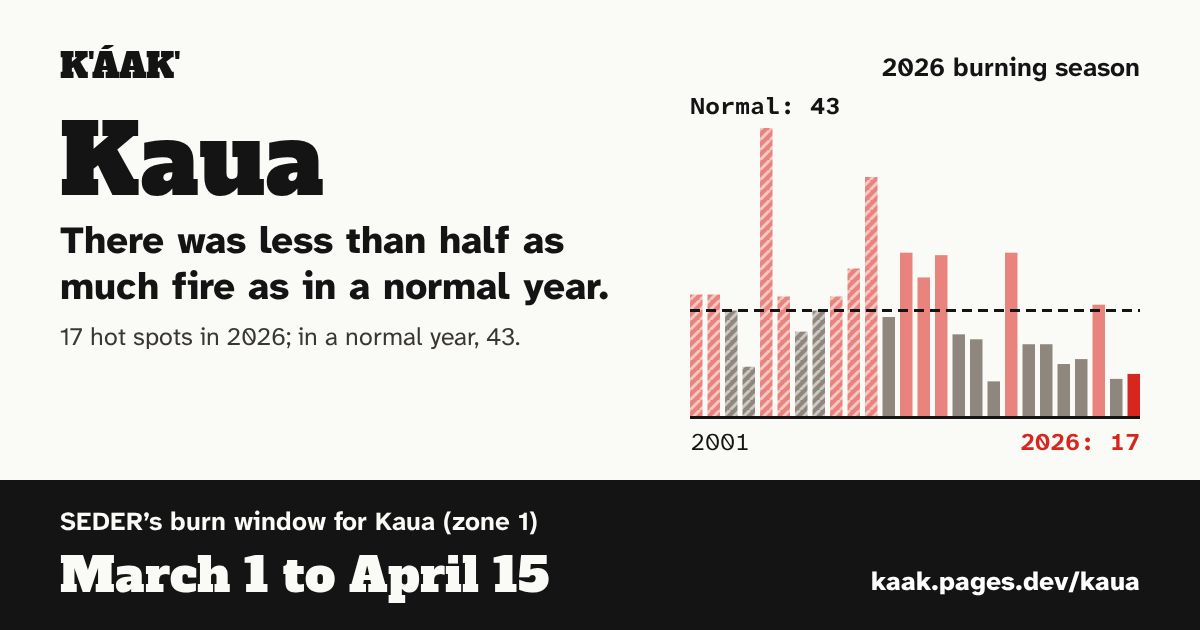 K'ÁAK'
2026 burning season
Kaua
There was less than half as
much fire as in a normal year.
17 hot spots in 2026; in a normal year, 43.
Normal: 43
2001
2026: 17
SEDER’s burn window for Kaua (zone 1)
March 1 to April 15
kaak.pages.dev/kaua